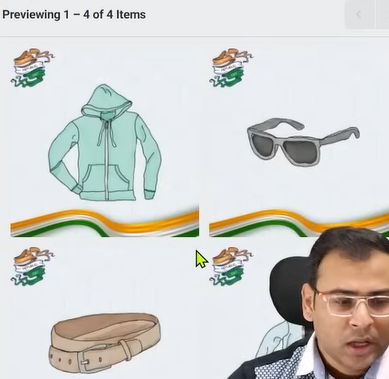 Previewing 1 – 4 of 4 Items